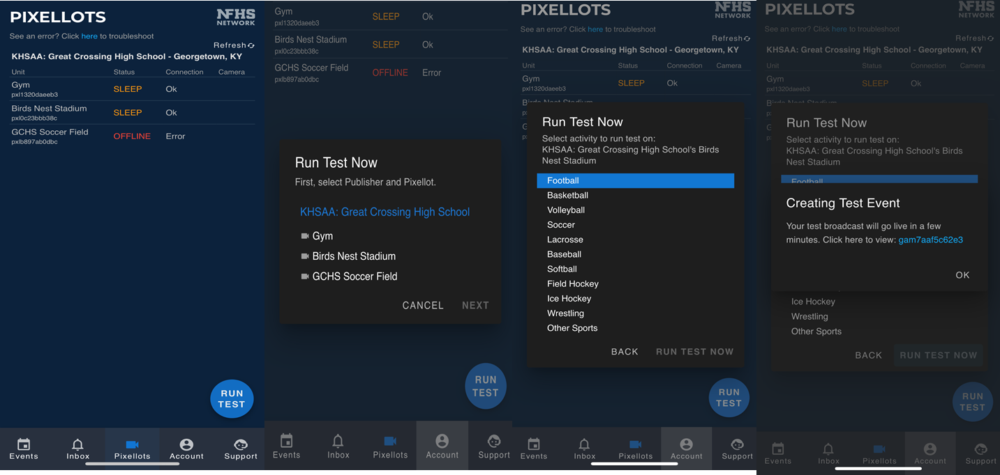 PIXELLOTS
NFHS
NETWORK
See an error? Click here to troubleshoot
Refresh
KHSAA: Great Crossing High School - Georgetown, KY
Unit Status Connection Camera
Gym
pxl1320daeeb3
SLEEP Ok
Birds Nest Stadium
pxl0c23bbb38c
SLEEP Ok
GCHS Soccer Field
pxlb897ab0dbc
OFFLINE Error
RUN
TEST
Events Inbox Pixellots Account Support
Gym
pxl1320daeeb3
SLEEP Ok
Birds Nest Stadium
pxl0c23bbb38c
SLEEP Ok
GCHS Soccer Field
pxlb897ab0dbc
OFFLINE Error
Run Test Now
First, select Publisher and Pixellot.
KHSAA: Great Crossing High School
Gym
Birds Nest Stadium
GCHS Soccer Field
CANCEL NEXT
RUN
TEST
Events Inbox Pixellots Account Support
PIXELLOTS
NFHS
NETWORK
See an error? Click here to troubleshoot
Refresh
KHSAA: Great Crossing High School - Georgetown, KY
Unit Status Connection Camera
Gym
pxl1320daeeb3
SLEEP Ok
Birds Nest Stadium
Run Test Now
Select activity to run test on:
KHSAA: Great Crossing High School's Birds
Nest Stadium
Football
Basketball
Volleyball
Soccer
Lacrosse
Baseball
Softball
Field Hockey
Ice Hockey
Wrestling
Other Sports
BACK RUN TEST NOW
RUN
TEST
Events Inbox Pixellots Account Support
PIXELLOTS
NFHS
NETWORK
See an error? Click here to troubleshoot
Refresh
KHSAA: Great Crossing High School - Georgetown, KY
Unit Status Connection Camera
Gym
pxl1320daeeb3
SLEEP Ok
Birds Nest Stadium
Run Test Now
Select activity to run test on:
KHSAA: Great Crossing High School's Birds
Nest Stadium
Football
Creating Test Event
Your test broadcast will go live in a few
minutes. Click here to view: gam7aaf5c62e3
OK
Ice Hockey
Wrestling
Other Sports
BACK RUN TEST NOW
RUN
TEST
Events Inbox Pixellots Account Support